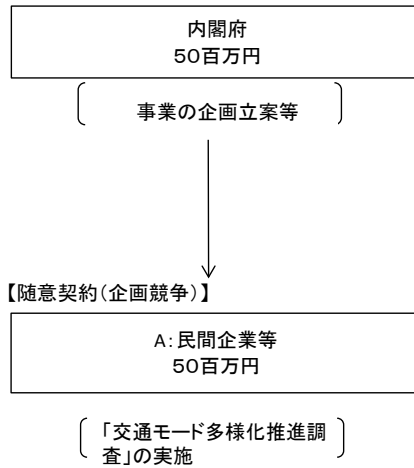 内閣府
50百万円
事業の企画立案等
【随意契約(企画競争)】
A:民間企業等
50百万円
「交通モード多様化推進調
査」の実施